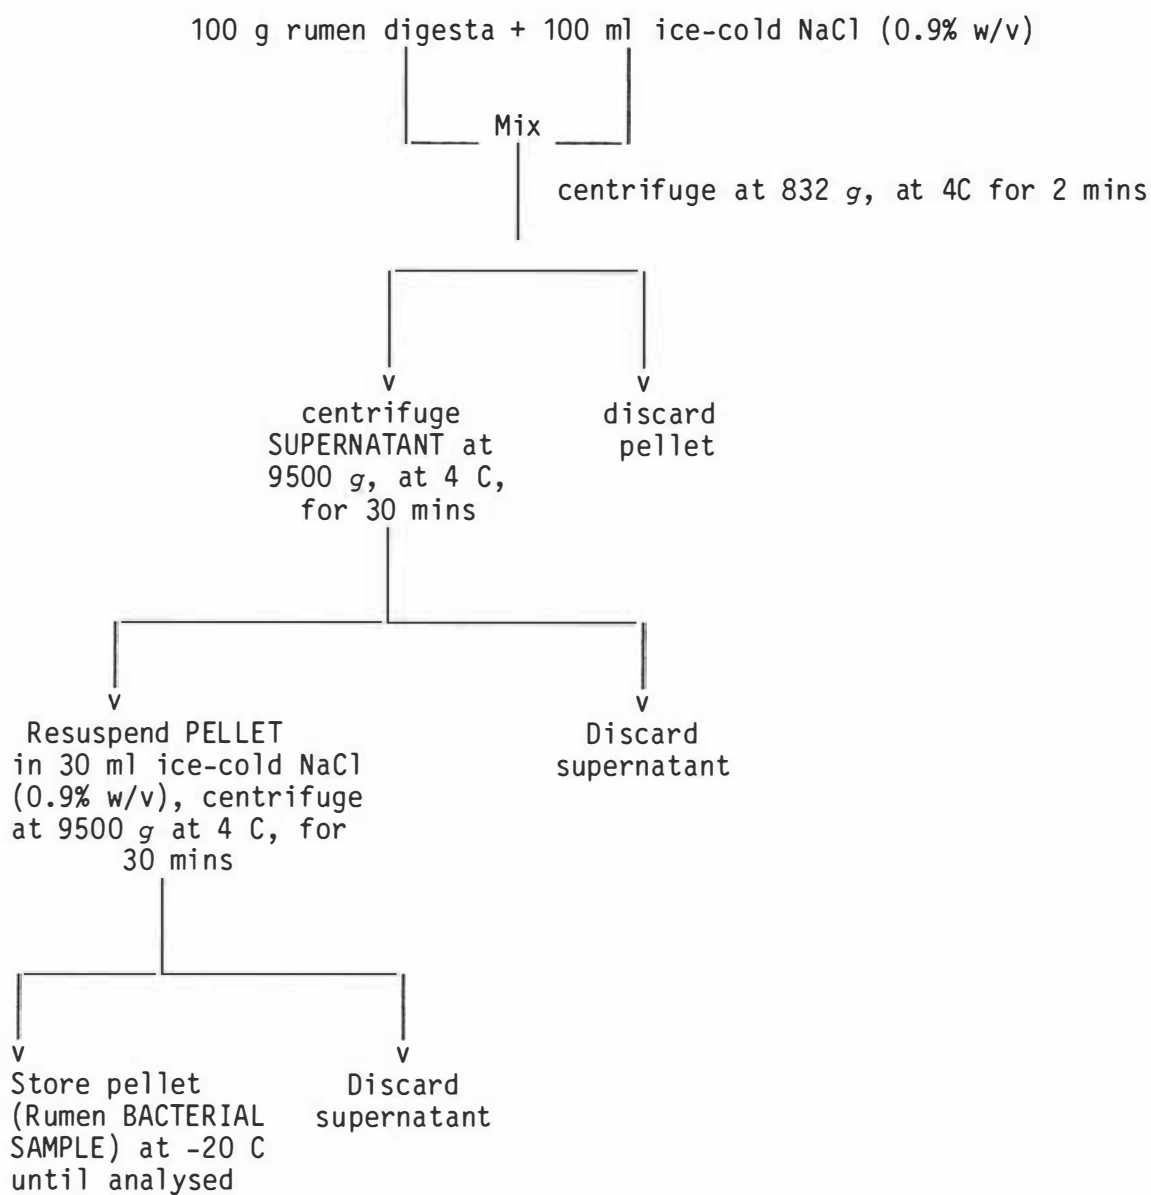 100 g rumen digesta + 100 ml ice-cold NaCl (0.9% w/v)
Mix
centrifuge at 832 g, at 4C for 2 mins
centrifuge
SUPERNATANT at
9500 g, at 4 C,
for 30 mins
discard
pellet
Resuspend PELLET
in 30 ml ice-cold NaCl
(0.9% w/v), centrifuge
at 9500 g at 4 C, for
30 mins
Discard
supernatant
Store pellet
(Rumen BACTERIAL
SAMPLE) at -20 C
until analysed
Discard
supernatant